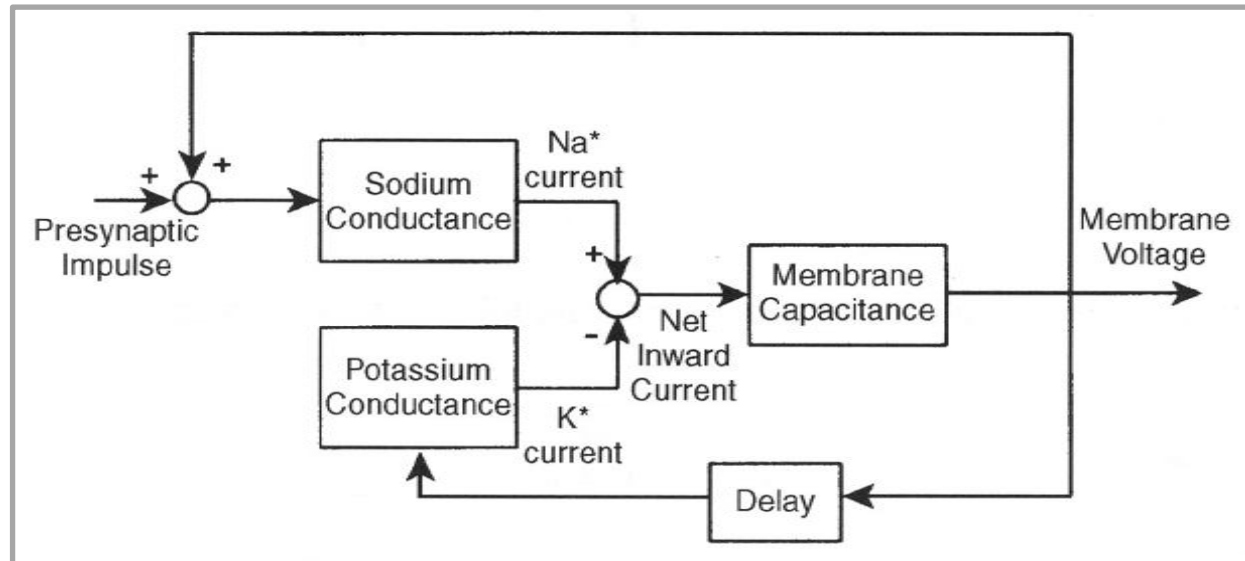 Na*
current
+
+
Sodium
Conductance
Presynaptic
Impulse
+
Membrane
Voltage
Membrane
Capacitance
-
Net
Inward
Current
Potassium
Conductance
K*
current
Delay